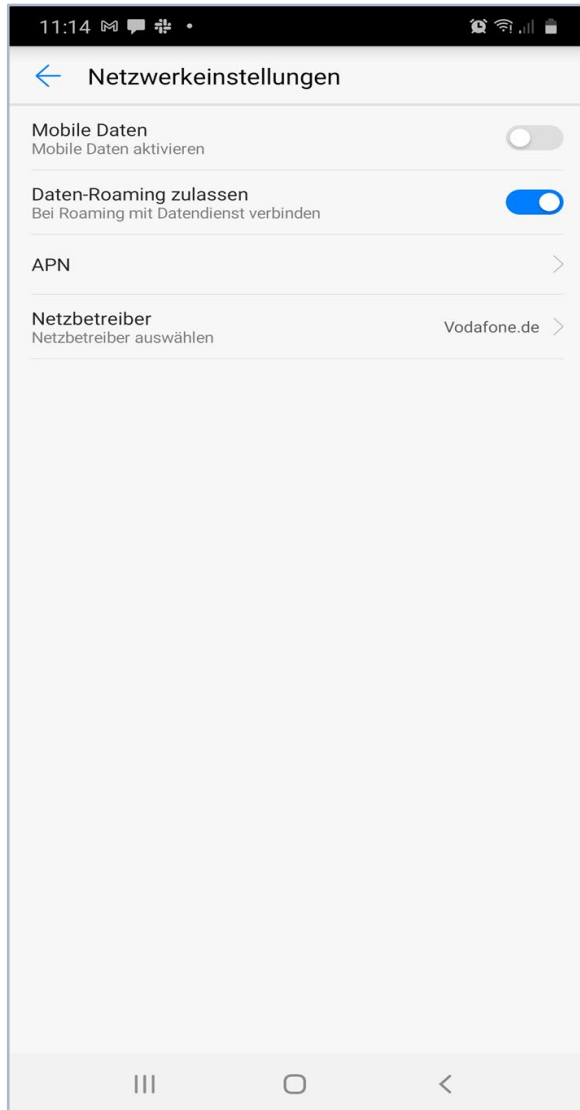 11:14
Netzwerkeinstellungen
Mobile Daten
Mobile Daten aktivieren
Daten-Roaming zulassen
Bei Roaming mit Datendienst verbinden
APN
Netzbetreiber
Netzbetreiber auswählen
Vodafone.de